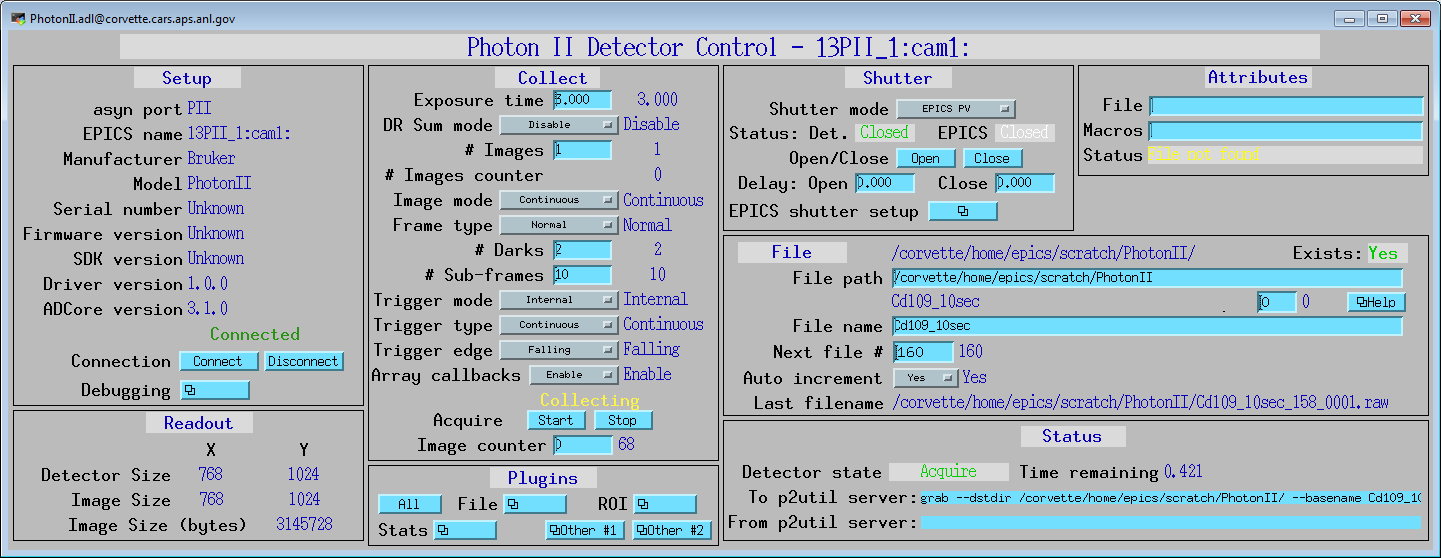 PhotonII.adl@corvette.cars.aps.anl.gov
Photon II Detector Control - 13PII_1:cam1:
Setup
asyn port PII
EPICS name 13PII_1:cam1:
Manufacturer Bruker
Model PhotonII
Serial number Unknown
Firmware version Unknown
SDK version Unknown
Driver version 1.0.0
ADCore version 3.1.0
Connected
Connection Connect Disconnect
Debugging
Readout
X Y
Detector Size 768 1024
Image Size 768 1024
Image Size (bytes) 3145728
Collect
Exposure time 3.000 3.000
DR Sum mode Disable Disable
# Images 1 1
# Images counter 0
Image mode Continuous Continuous
Frame type Normal Normal
# Darks 2 2
# Sub-frames 10 10
Trigger mode Internal Internal
Trigger type Continuous Continuous
Trigger edge Falling Falling
Array callbacks Enable Enable
Collecting
Acquire Start Stop
Image counter 0 68
Plugins
All File ROI
Stats Other #1 Other #2
Shutter
Shutter mode EPICS PV
Status: Det. Closed EPICS Closed
Open/Close Open Close
Delay: Open 0.000 Close 0.000
EPICS shutter setup
Attributes
File
Macros
Status File not found
File /corvette/home/epics/scratch/PhotonII/ Exists: Yes
File path /corvette/home/epics/scratch/PhotonII
Cd109_10sec 0 0 Help
File name Cd109_10sec
Next file # 160 160
Auto increment Yes Yes
Last filename /corvette/home/epics/scratch/PhotonII/Cd109_10sec_158_0001.raw
Status
Detector state Acquire Time remaining 0.421
To p2util server: grab --dstdir /corvette/home/epics/scratch/PhotonII/ --basename Cd109_10
From p2util server: